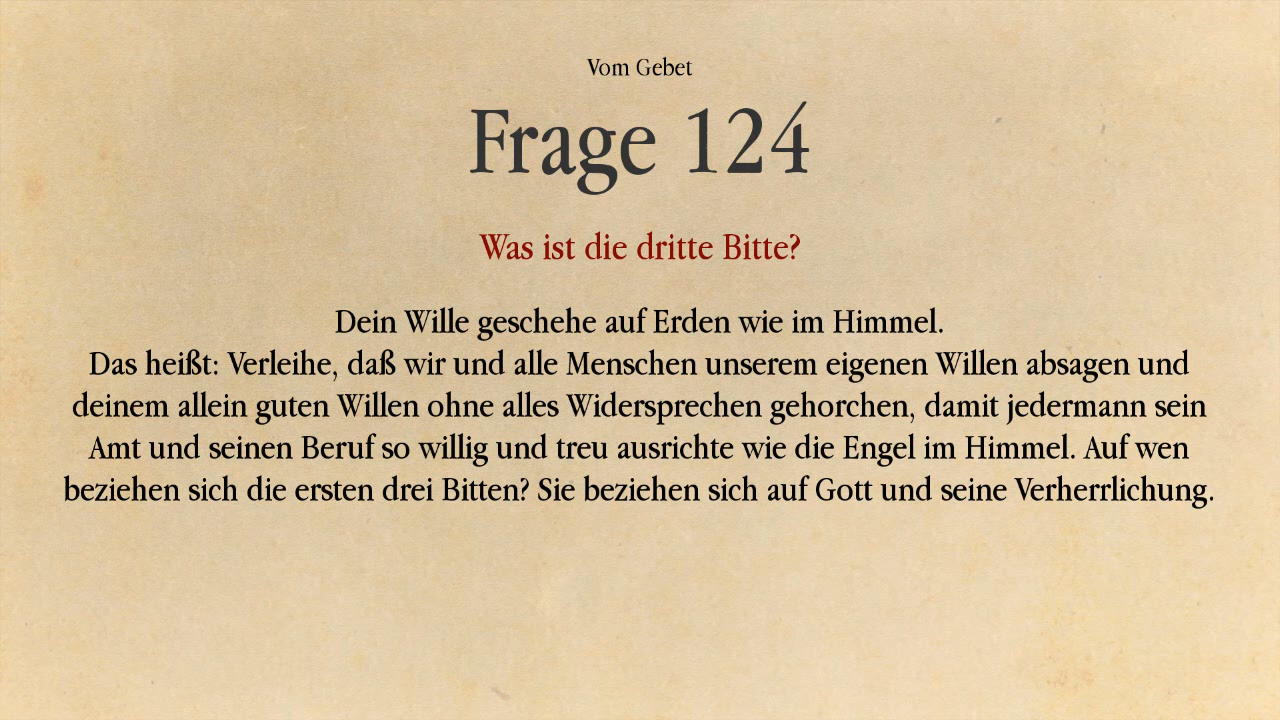 Vom Gebet
Frage 124
Was ist die dritte Bitte?
Dein Wille geschehe auf Erden wie im Himmel.
Das heißt: Verleihe, daß wir und alle Menschen unserem eigenen Willen absagen und
deinem allein guten Willen ohne alles Widersprechen gehorchen, damit jedermann sein
Amt und seinen Beruf so willig und treu ausrichte wie die Engel im Himmel. Auf wen
beziehen sich die ersten drei Bitten? Sie beziehen sich auf Gott und seine Verherrlichung.